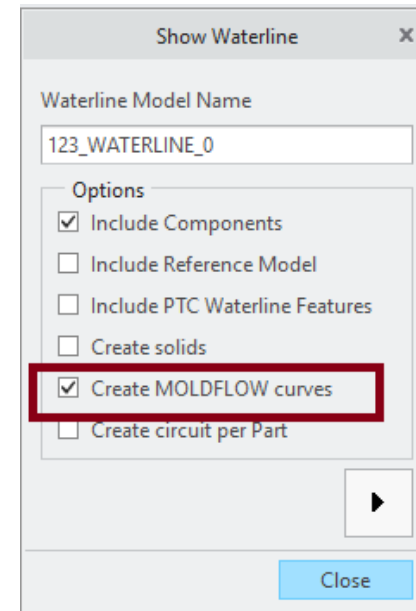 Show Waterline
Waterline Model Name
123_WATERLINE_0
Options
Include Components
Include Reference Model
Include PTC Waterline Features
Create solids
Create MOLDFLOW curves
Create circuit per Part
Close